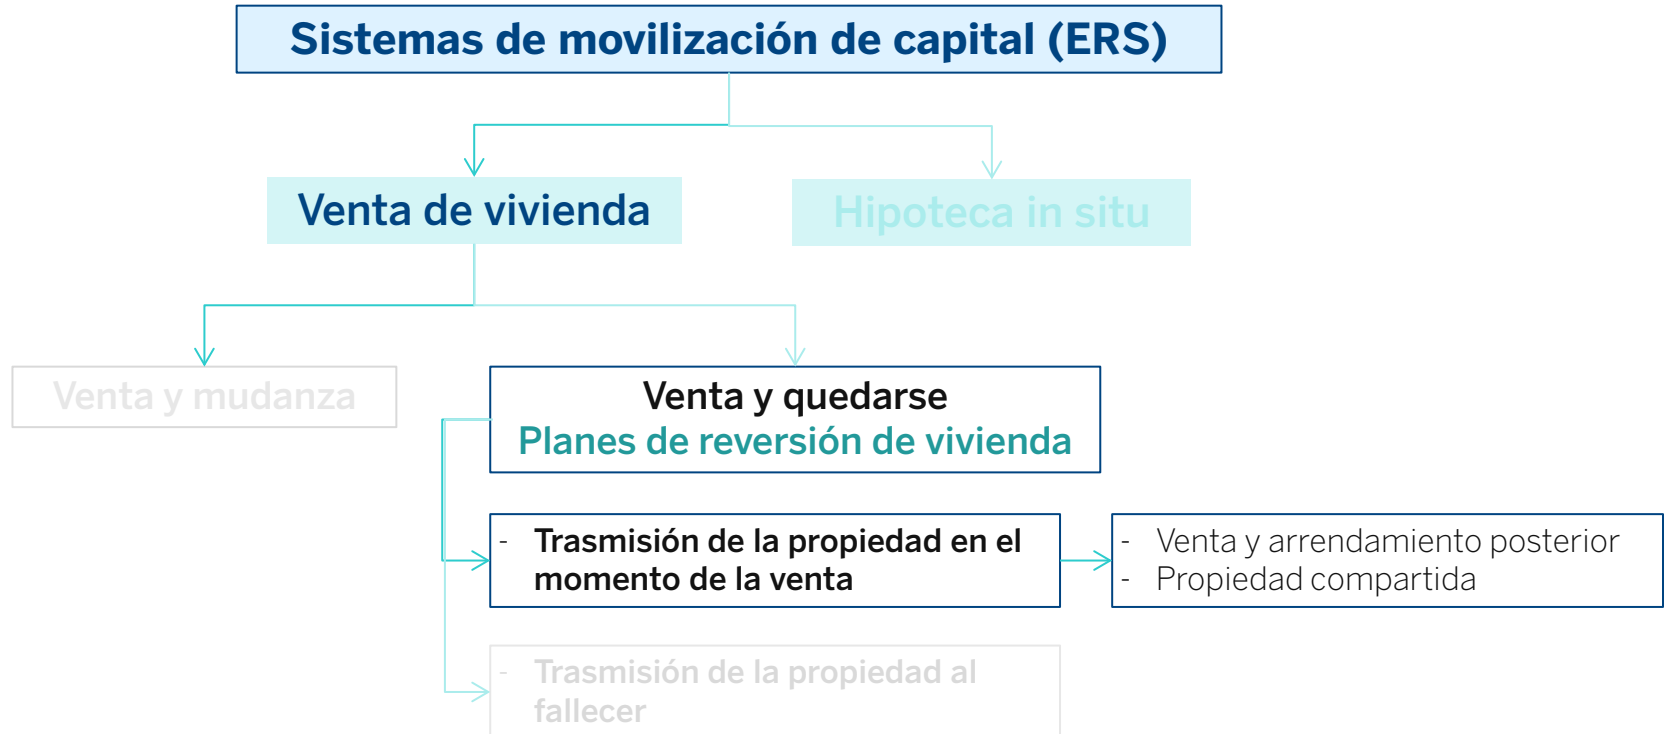 Sistemas de movilización de capital (ERS)
Venta de vivienda
Hipoteca in situ
Venta y mudanza
Venta y quedarse
Planes de reversión de vivienda
- Trasmisión de la propiedad en el
momento de la venta
- Venta y arrendamiento posterior
- Propiedad compartida
- Trasmisión de la propiedad al
fallecer